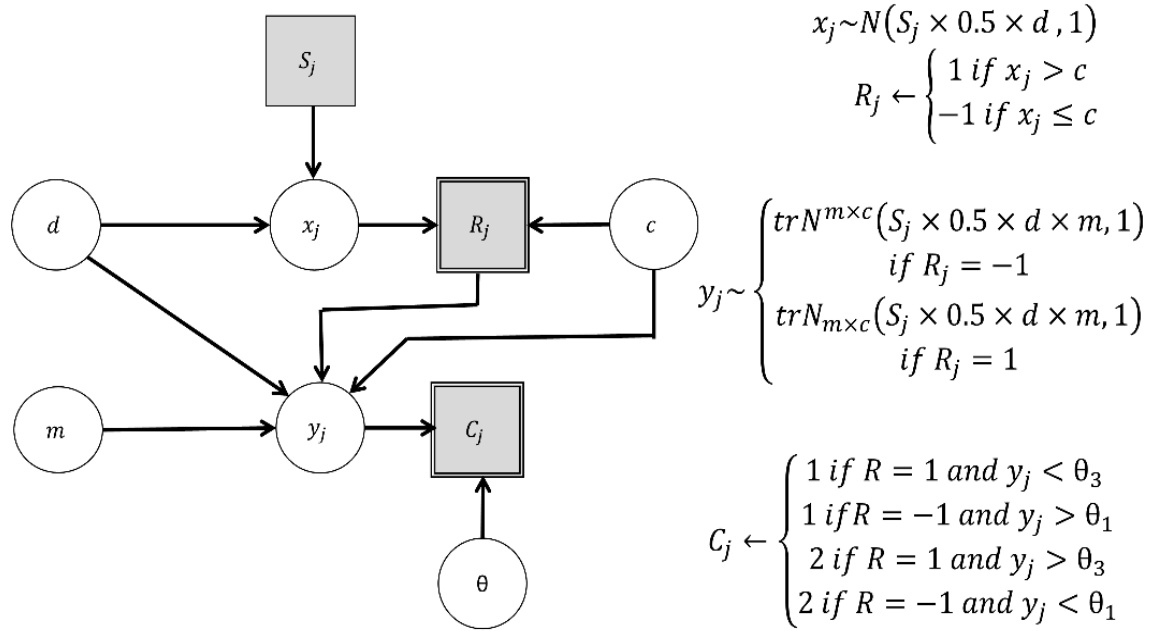 S_j
d
x_j
R_j
c
m
y_j
C_j
θ
x_j~N(S_j × 0.5 × d , 1)
R_j ← { 1 if x_j > c
−1 if x_j ≤ c
y_j~ { trN^{m×c}(S_j × 0.5 × d × m, 1)
if R_j = −1
trN_{m×c}(S_j × 0.5 × d × m, 1)
if R_j = 1
C_j ← { 1 if R = 1 and y_j < θ_3
1 if R = −1 and y_j > θ_1
2 if R = 1 and y_j > θ_3
2 if R = −1 and y_j < θ_1